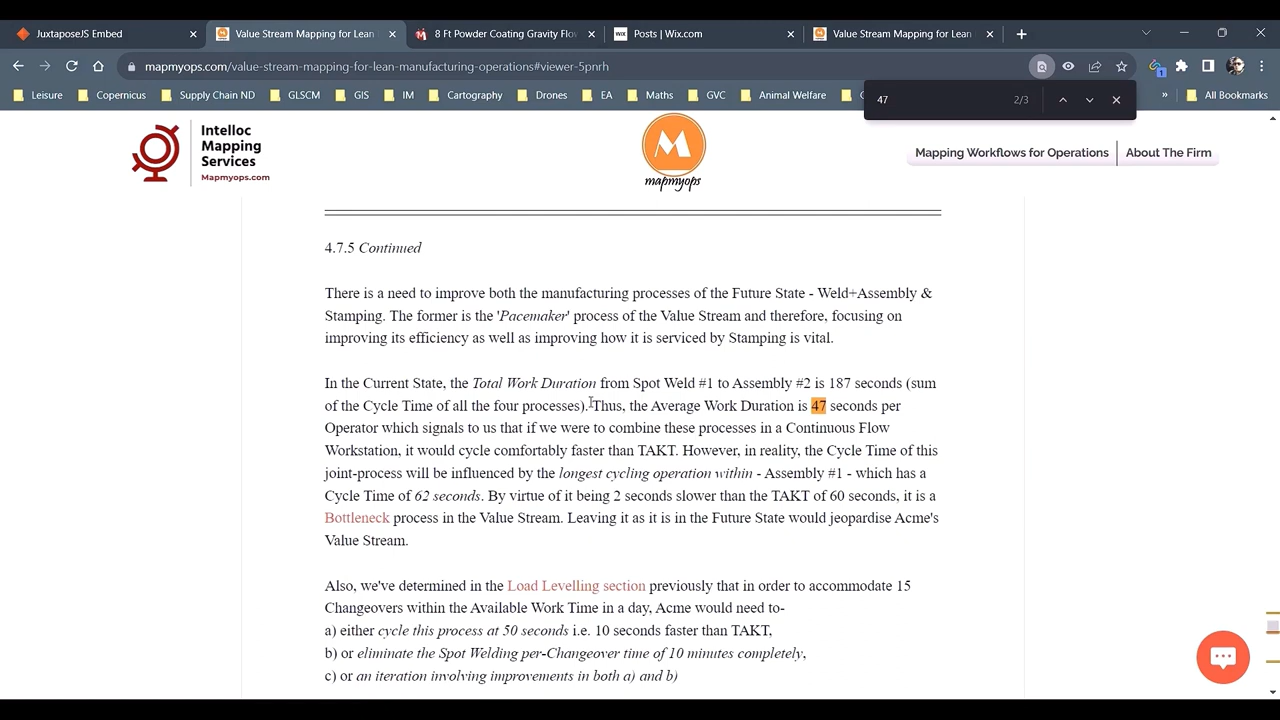 JuxtaposeJS Embed
Value Stream Mapping for Lean
8 Ft Powder Coating Gravity Flo
Posts | Wix.com
Value Stream Mapping for Lean
mapmyops.com/value-stream-mapping-for-lean-manufacturing-operations#viewer-5pnrh
Leisure
Copernicus
Supply Chain ND
GLSCM
GIS
IM
Cartography
Drones
EA
Maths
GVC
Animal Welfare
All Bookmarks
47
2/3
Intelloc
Mapping
Services
Mapmyops.com
mapmyops
Mapping Workflows for Operations
About The Firm
4.7.5 Continued
There is a need to improve both the manufacturing processes of the Future State - Weld+Assembly &
Stamping. The former is the 'Pacemaker' process of the Value Stream and therefore, focusing on
improving its efficiency as well as improving how it is serviced by Stamping is vital.
In the Current State, the Total Work Duration from Spot Weld #1 to Assembly #2 is 187 seconds (sum
of the Cycle Time of all the four processes). Thus, the Average Work Duration is 47 seconds per
Operator which signals to us that if we were to combine these processes in a Continuous Flow
Workstation, it would cycle comfortably faster than TAKT. However, in reality, the Cycle Time of this
joint-process will be influenced by the longest cycling operation within - Assembly #1 - which has a
Cycle Time of 62 seconds. By virtue of it being 2 seconds slower than the TAKT of 60 seconds, it is a
Bottleneck process in the Value Stream. Leaving it as it is in the Future State would jeopardise Acme's
Value Stream.
Also, we've determined in the Load Levelling section previously that in order to accommodate 15
Changeovers within the Available Work Time in a day, Acme would need to-
a) either cycle this process at 50 seconds i.e. 10 seconds faster than TAKT,
b) or eliminate the Spot Welding per-Changeover time of 10 minutes completely,
c) or an iteration involving improvements in both a) and b)